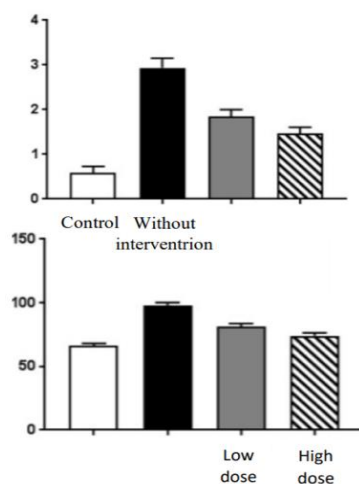 4
3
2
1
0
Control Without
interventrion
150
100
50
0
Low High
dose dose